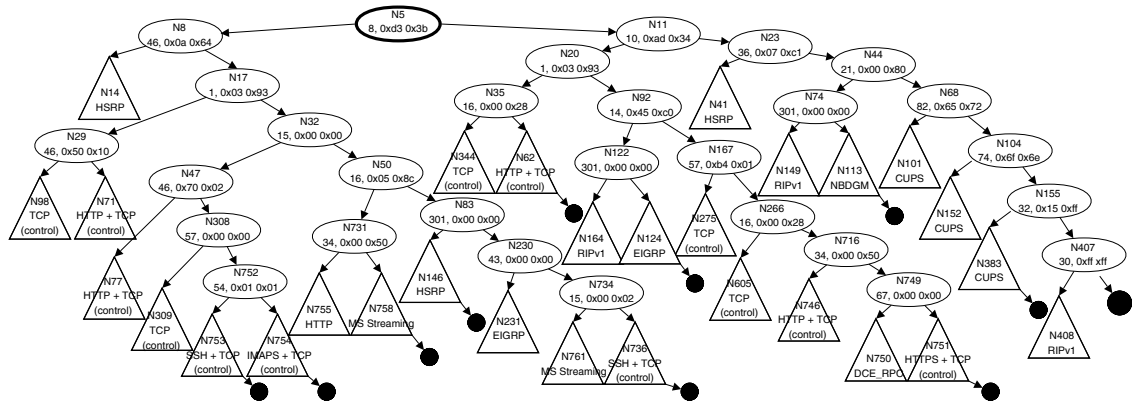 N5
8, 0xd3 0x3b
N8
46, 0x0a 0x64
N11
10, 0xad 0x34
N23
36, 0x07 0xc1
N20
1, 0x03 0x93
N44
21, 0x00 0x80
N17
1, 0x03 0x93
N14
HSRP
N35
16, 0x00 0x28
N92
14, 0x45 0xc0
N41
HSRP
N74
301, 0x00 0x00
N68
82, 0x65 0x72
N32
15, 0x00 0x00
N29
46, 0x50 0x10
N344
TCP
(control)
N62
HTTP + TCP
(control)
N122
301, 0x00 0x00
N167
57, 0xb4 0x01
N149
RIPv1
N113
NBDGM
N101
CUPS
N104
74, 0x6f 0x6e
N47
46, 0x70 0x02
N50
16, 0x05 0x8c
N98
TCP
(control)
N71
HTTP + TCP
(control)
N155
32, 0x15 0xff
N83
301, 0x00 0x00
N266
16, 0x00 0x28
N152
CUPS
N308
57, 0x00 0x00
N731
34, 0x00 0x50
N164
RIPv1
N124
EIGRP
N275
TCP
(control)
N230
43, 0x00 0x00
N716
34, 0x00 0x50
N407
30, 0xff xff
N77
HTTP + TCP
(control)
N752
54, 0x01 0x01
N146
HSRP
N383
CUPS
N734
15, 0x00 0x02
N605
TCP
(control)
N749
67, 0x00 0x00
N309
TCP
(control)
N755
HTTP
N758
MS Streaming
N231
EIGRP
N746
HTTP + TCP
(control)
N408
RIPv1
N753
SSH + TCP
(control)
N754
IMAPS + TCP
(control)
N761
MS Streaming
N736
SSH + TCP
(control)
N750
DCE_RPC
N751
HTTPS + TCP
(control)